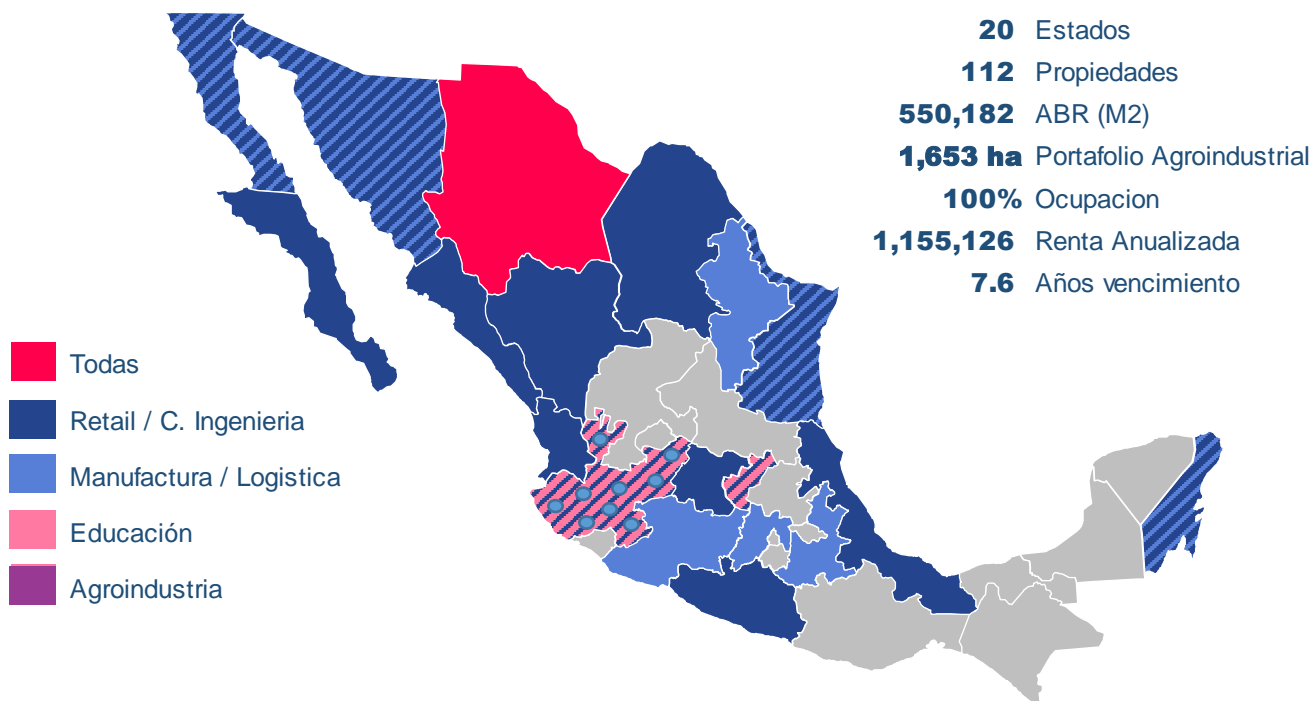 20 Estados
112 Propiedades
550,182 ABR (M2)
1,653 ha Portafolio Agroindustrial
100% Ocupacion
1,155,126 Renta Anualizada
7.6 Años vencimiento
Todas
Retail / C. Ingenieria
Manufactura / Logistica
Educación
Agroindustria